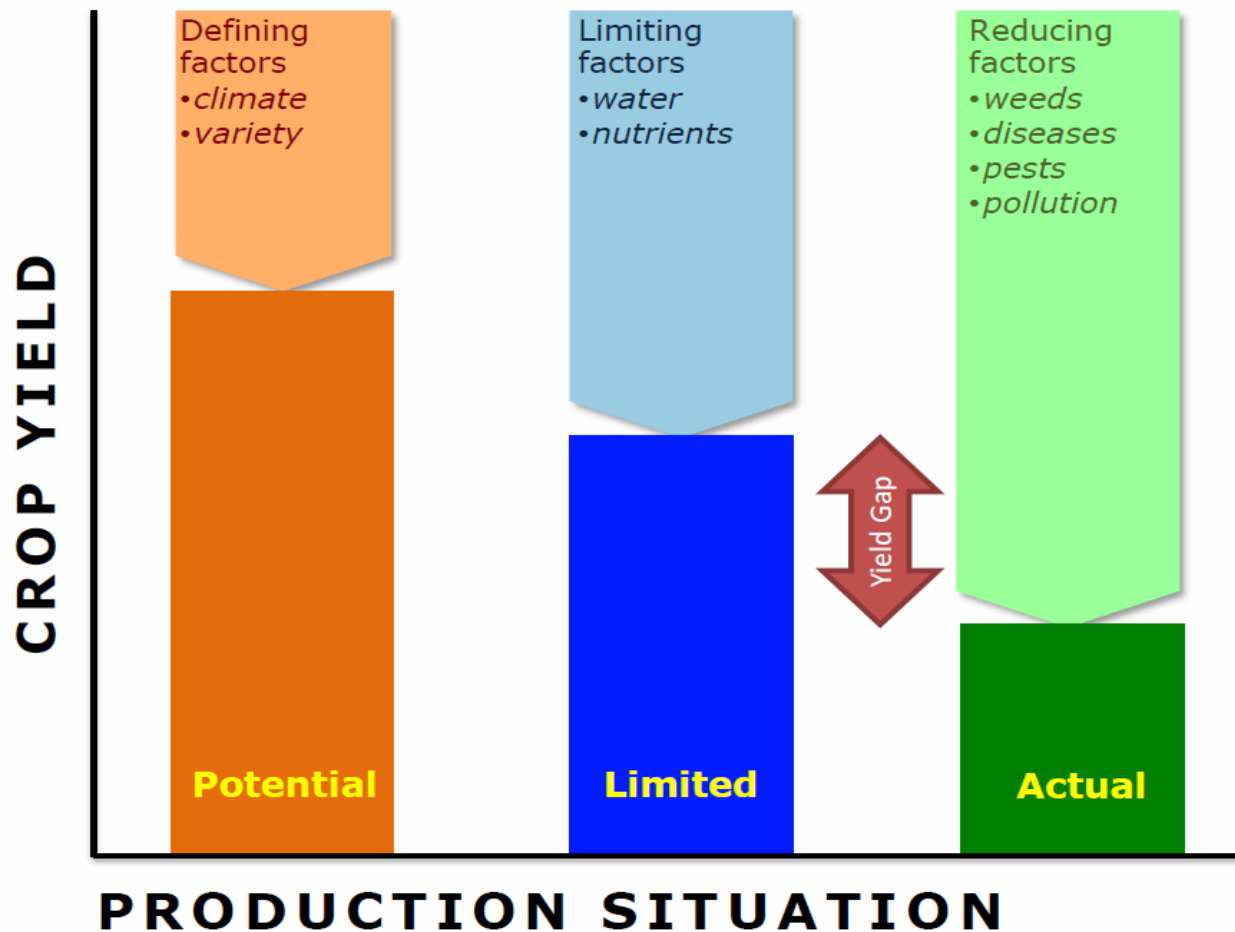 Defining
factors
•climate
•variety
Limiting
factors
•water
•nutrients
Reducing
factors
•weeds
•diseases
•pests
•pollution
CROP YIELD
Yield Gap
Potential
Limited
Actual
PRODUCTION SITUATION